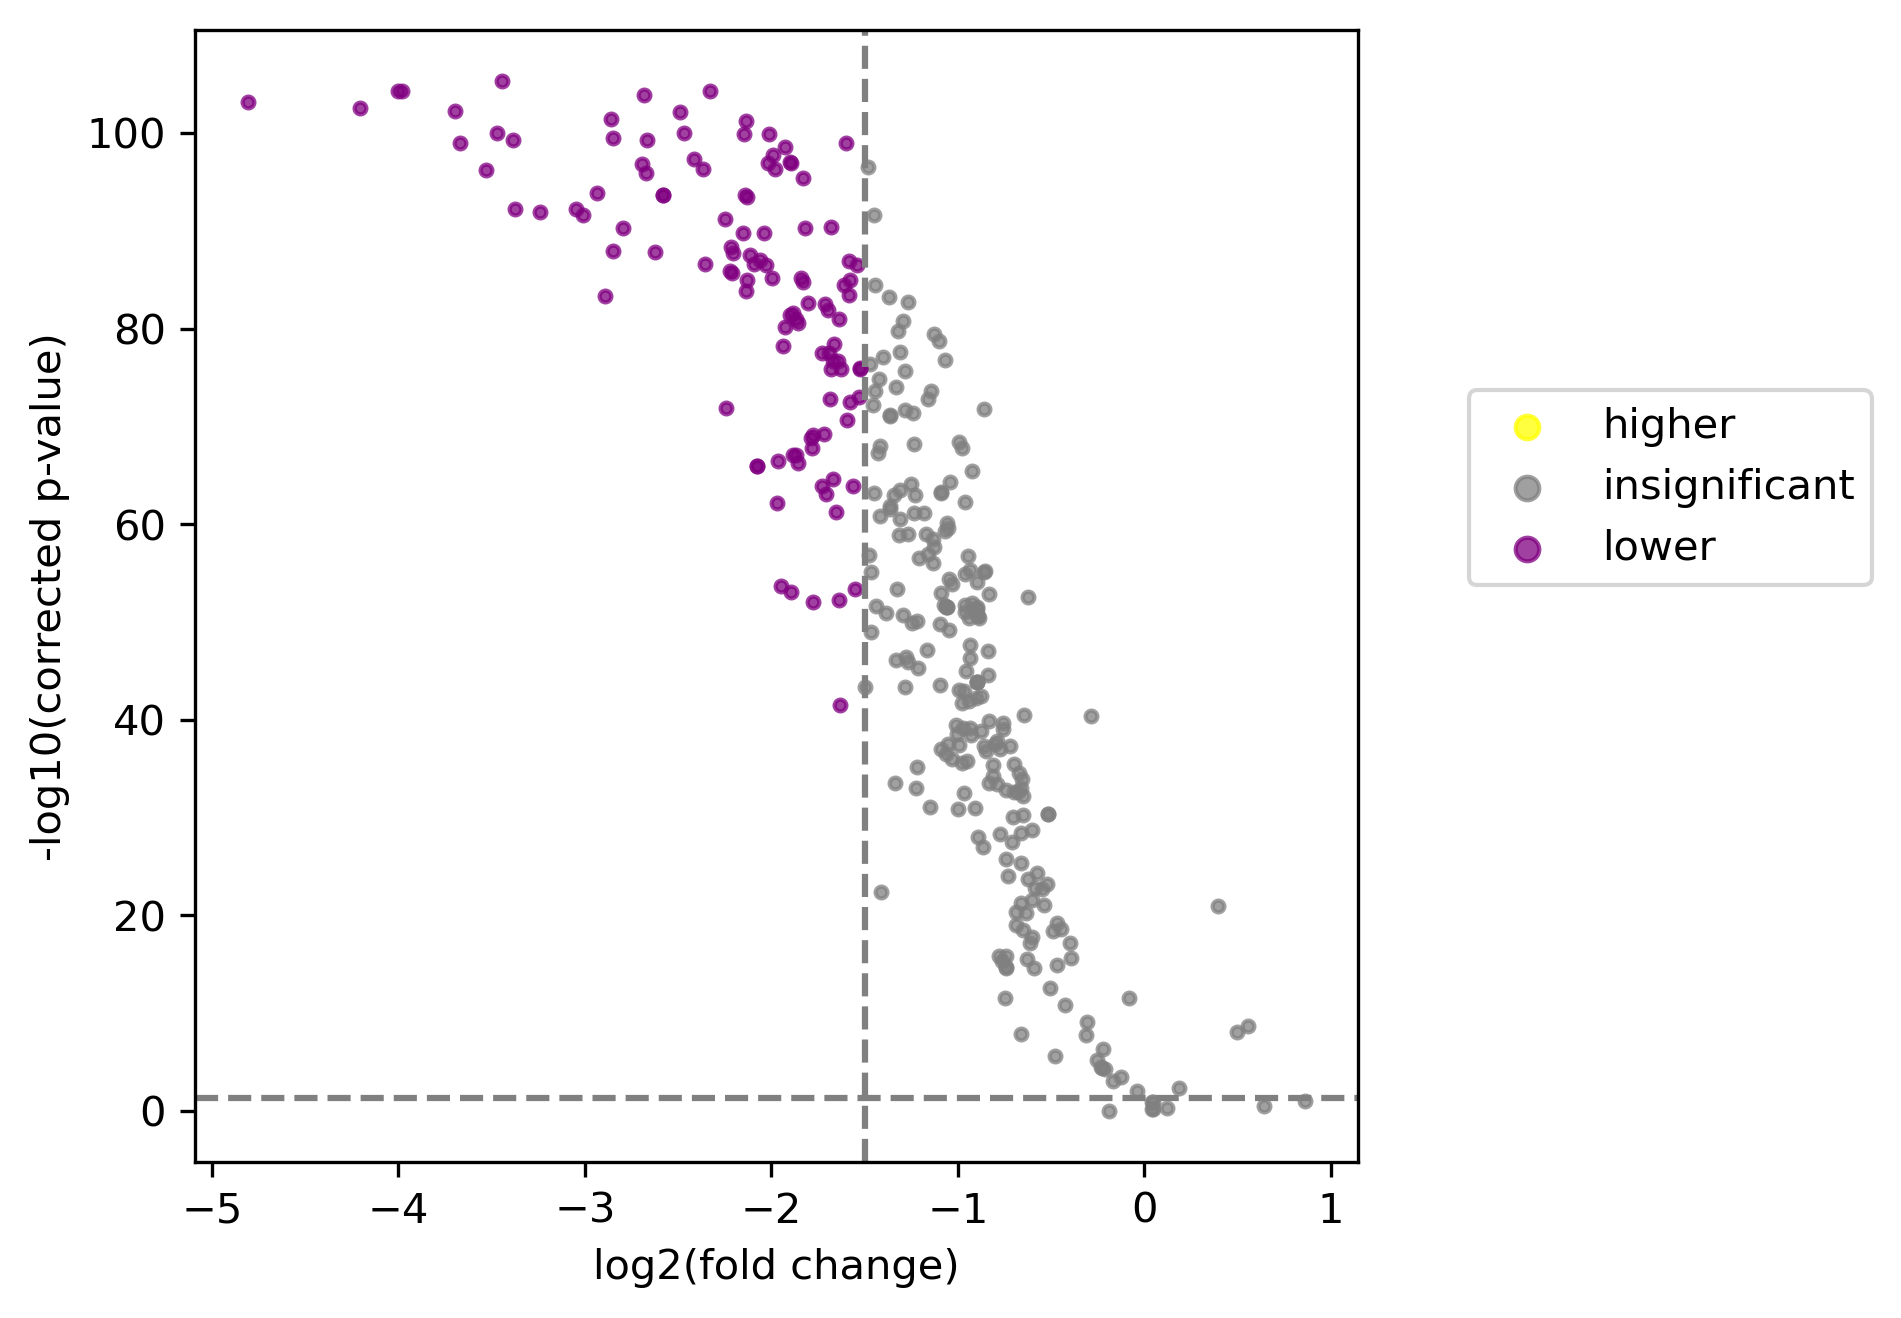 100
80
60
40
20
0
-log10(corrected p-value)
−5 −4 −3 −2 −1 0 1
log2(fold change)
higher
insignificant
lower